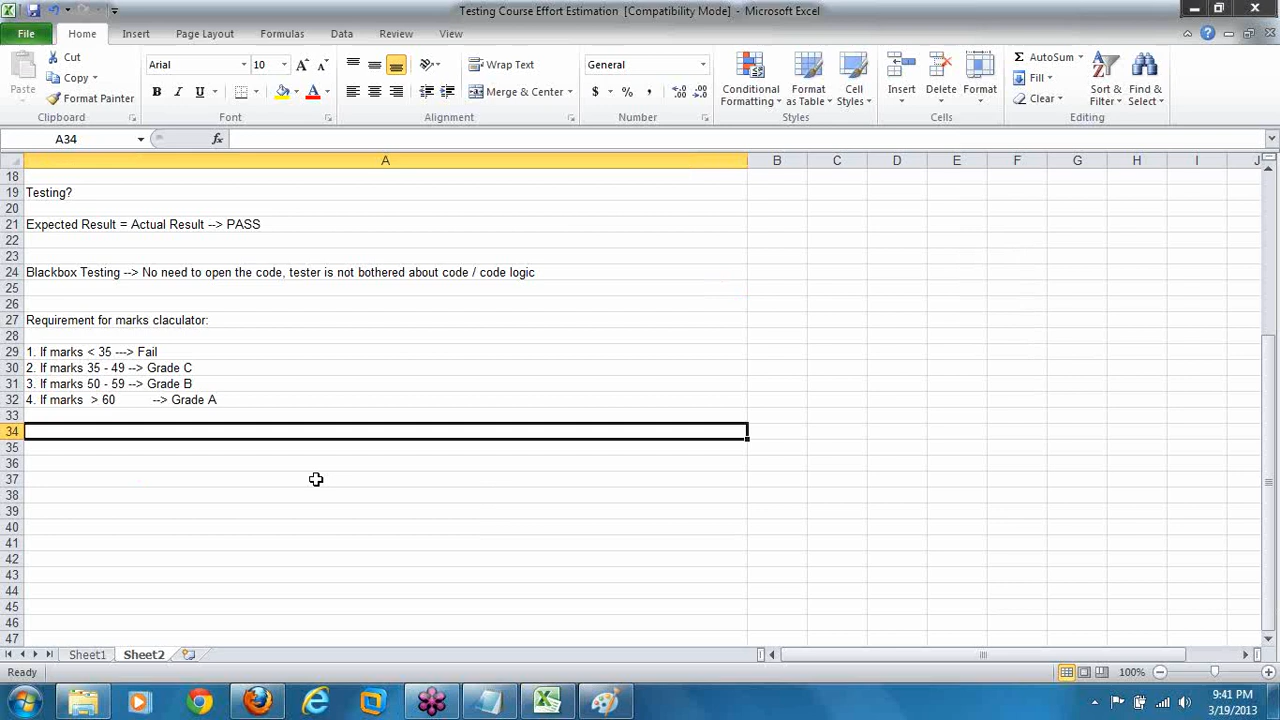 Testing Course Effort Estimation [Compatibility Mode] - Microsoft Excel
File Home Insert Page Layout Formulas Data Review View
Paste
Cut
Copy
Format Painter
Clipboard
Arial 10
B I U
Font
Wrap Text
Merge & Center
Alignment
General
$ % ,
Number
Conditional Formatting
Format as Table
Cell Styles
Styles
Insert
Delete
Format
Cells
Σ AutoSum
Fill
Clear
Sort & Filter
Find & Select
Editing
A34 fx
A B C D E F G H I J
18
19 Testing?
20
21 Expected Result = Actual Result --> PASS
22
23
24 Blackbox Testing --> No need to open the code, tester is not bothered about code / code logic
25
26
27 Requirement for marks claculator:
28
29 1. If marks < 35 ---> Fail
30 2. If marks 35 - 49 --> Grade C
31 3. If marks 50 - 59 --> Grade B
32 4. If marks > 60 --> Grade A
33
34
35
36
37
38
39
40
41
42
43
44
45
46
47
Sheet1 Sheet2
Ready 100%
9:41 PM
3/19/2013